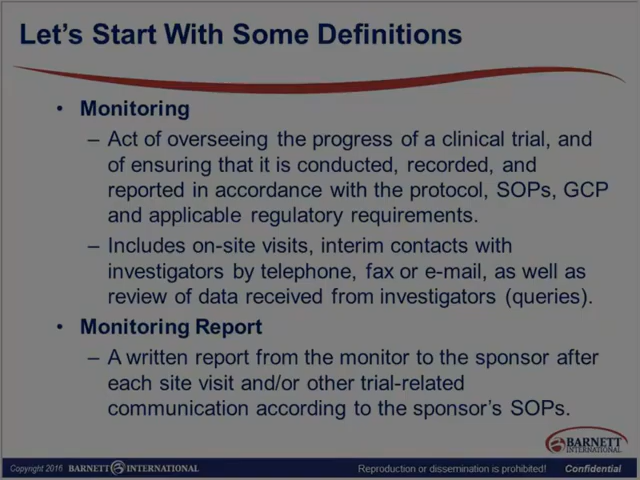 Let's Start With Some Definitions
• Monitoring
– Act of overseeing the progress of a clinical trial, and
of ensuring that it is conducted, recorded, and
reported in accordance with the protocol, SOPs, GCP
and applicable regulatory requirements.
– Includes on-site visits, interim contacts with
investigators by telephone, fax or e-mail, as well as
review of data received from investigators (queries).
• Monitoring Report
– A written report from the monitor to the sponsor after
each site visit and/or other trial-related
communication according to the sponsor's SOPs.
BARNETT
INTERNATIONAL
Copyright 2016 BARNETT INTERNATIONAL Reproduction or dissemination is prohibited! Confidential